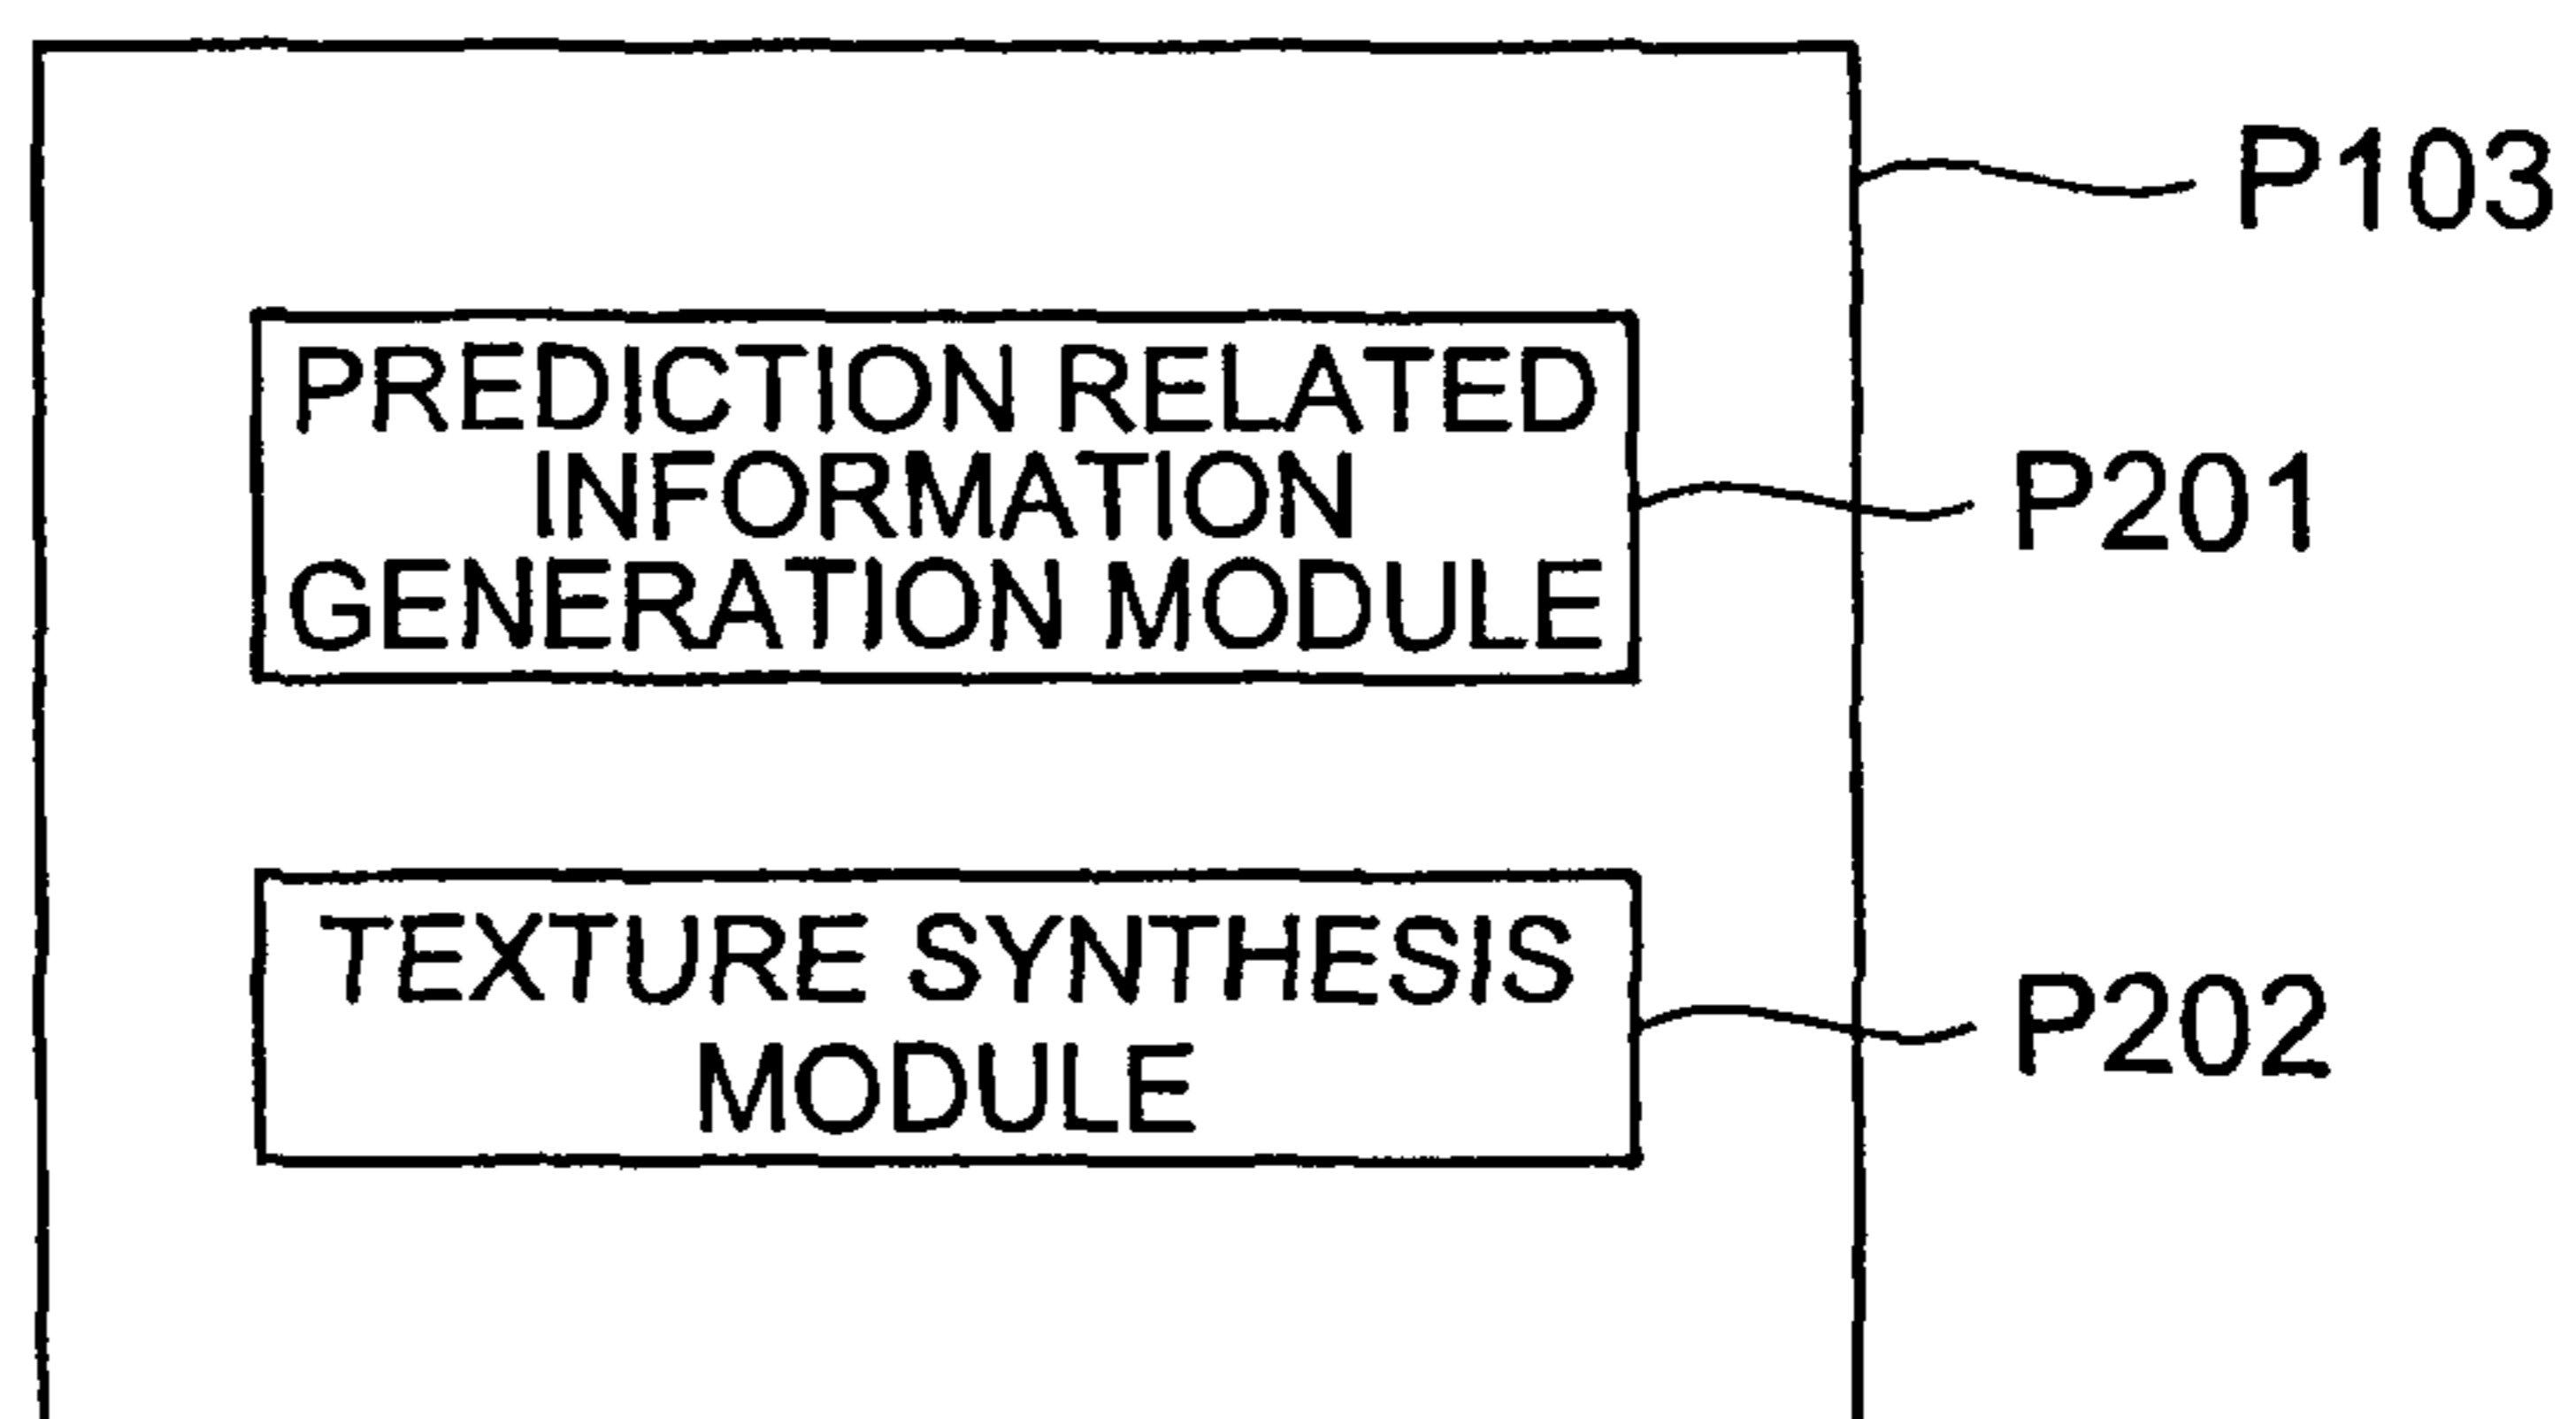 P103
PREDICTION RELATED
INFORMATION
GENERATION MODULE
P201
TEXTURE SYNTHESIS
MODULE
P202